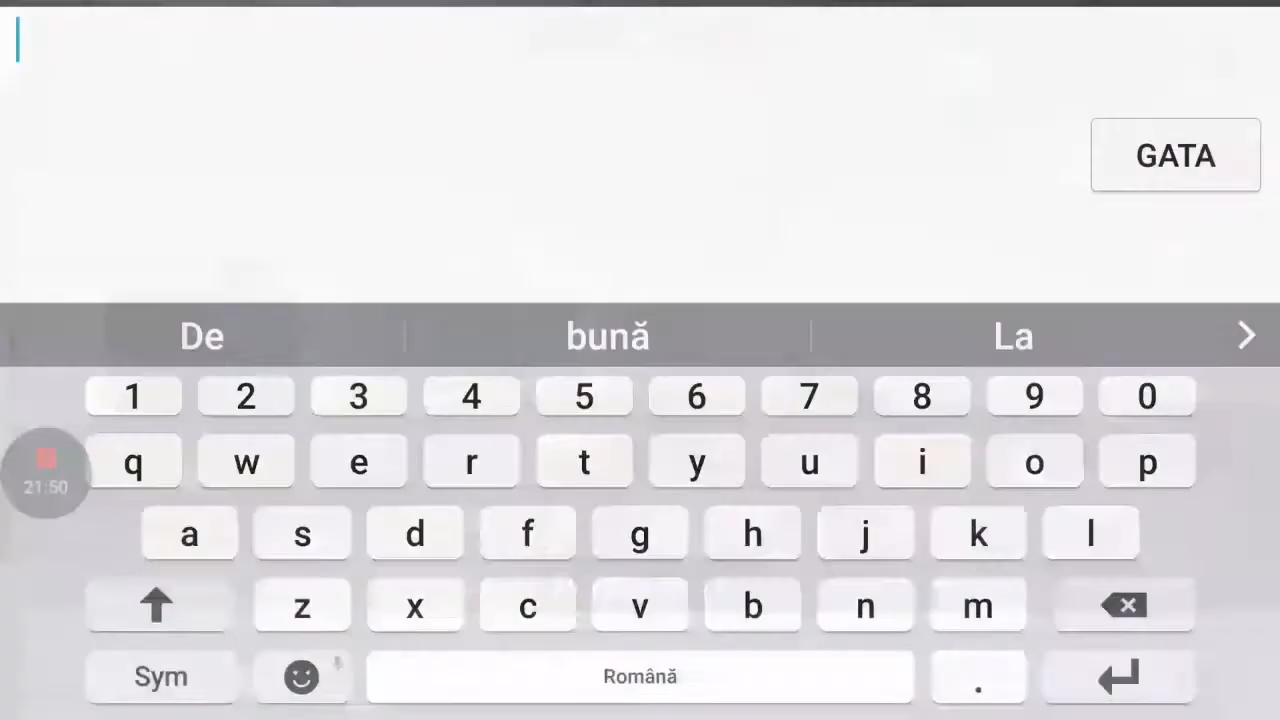 GATA
De bună La
1 2 3 4 5 6 7 8 9 0
q w e r t y u i o p
21:50
a s d f g h j k l
z x c v b n m
Sym Română .